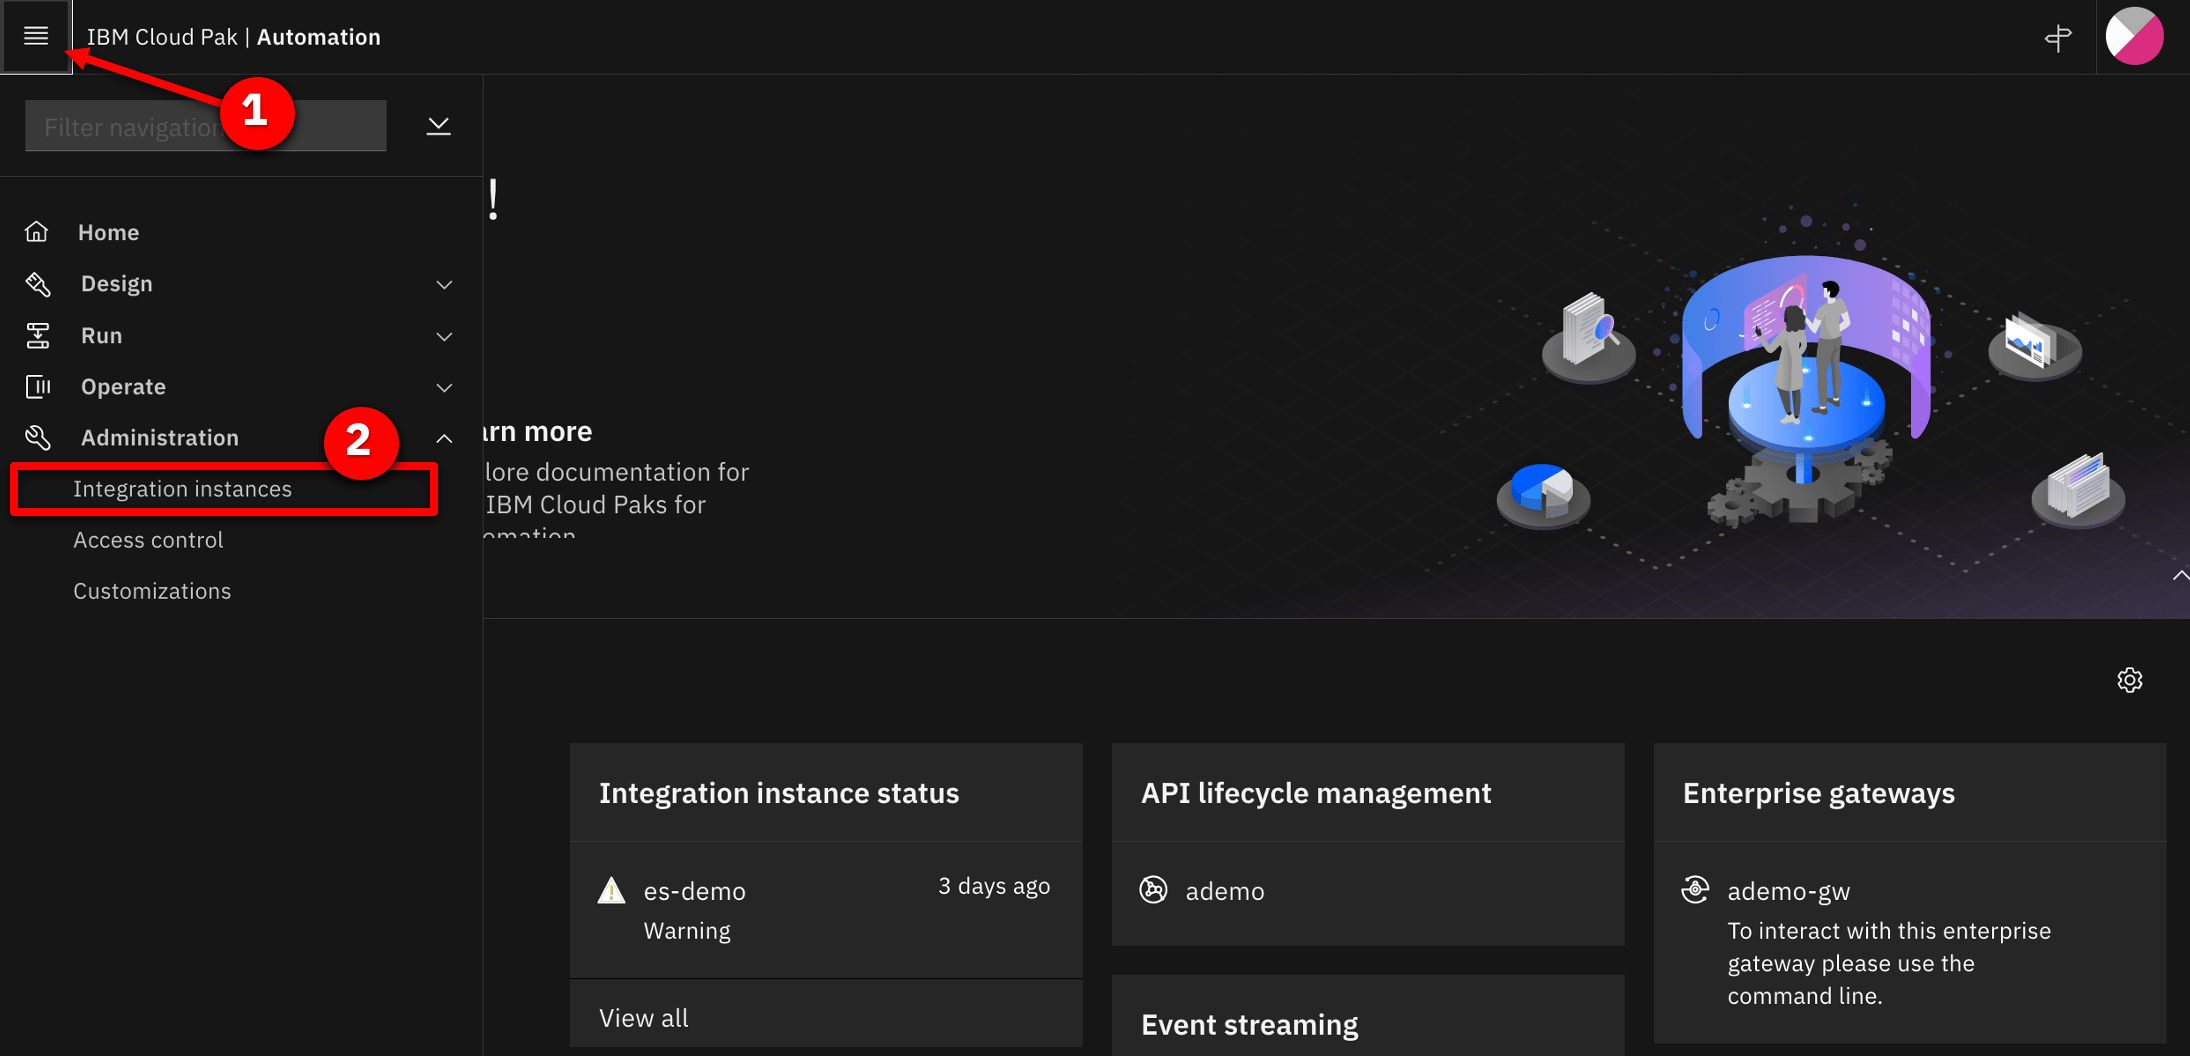 IBM Cloud Pak | Automation
1
Filter navigation
!
Home
Design
Run
Operate
Administration
2
Integration instances
Access control
Customizations
arn more
lore documentation for
IBM Cloud Paks for
omation
Integration instance status
es-demo
3 days ago
Warning
View all
API lifecycle management
ademo
Event streaming
Enterprise gateways
ademo-gw
To interact with this enterprise
gateway please use the
command line.